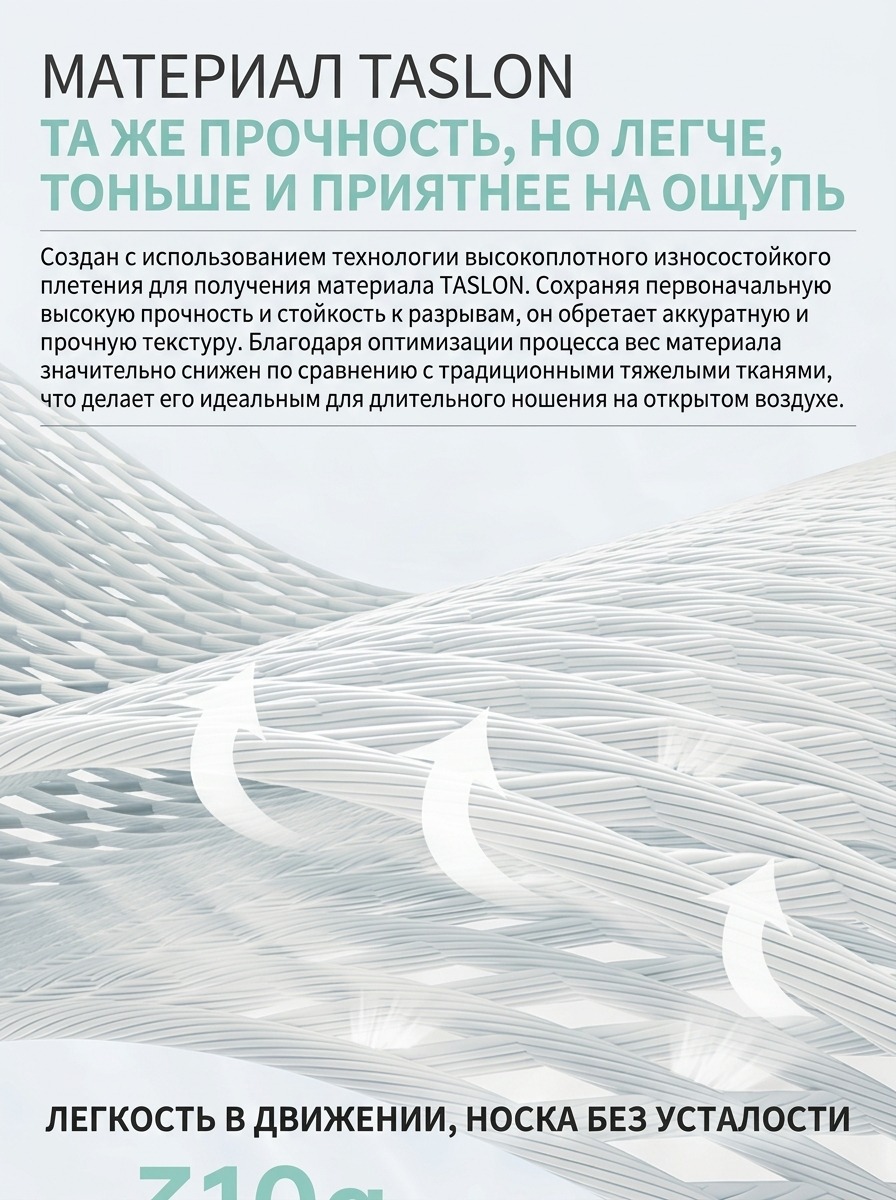 МАТЕРИАЛ TASLON
ТА ЖЕ ПРОЧНОСТЬ, НО ЛЕГЧЕ,
ТОНЬШЕ И ПРИЯТНЕЕ НА ОЩУПЬ
Создан с использованием технологии высокоплотного износостойкого
плетения для получения материала TASLON. Сохраняя первоначальную
высокую прочность и стойкость к разрывам, он обретает аккуратную и
прочную текстуру. Благодаря оптимизации процесса вес материала
значительно снижен по сравнению с традиционными тяжелыми тканями,
что делает его идеальным для длительного ношения на открытом воздухе.
ЛЕГКОСТЬ В ДВИЖЕНИИ, НОСКА БЕЗ УСТАЛОСТИ